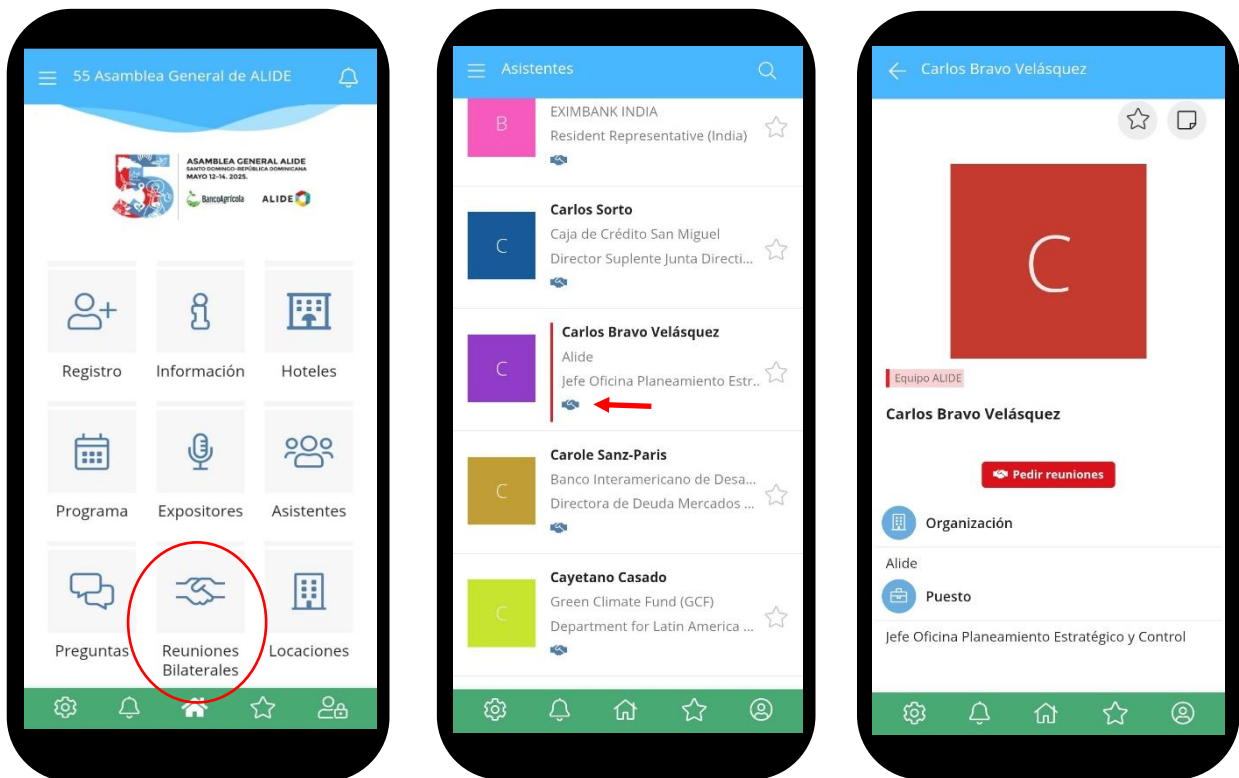 55 Asamblea General de ALIDE
ASAMBLEA GENERAL ALIDE
SANTO DOMINGO-REPÚBLICA DOMINICANA
MAYO 12-14. 2025.
BancoAgrícola ALIDE
Registro Información Hoteles
Programa Expositores Asistentes
Preguntas Reuniones Bilaterales Locaciones
Asistentes
B
EXIMBANK INDIA
Resident Representative (India)
C
Carlos Sorto
Caja de Crédito San Miguel
Director Suplente Junta Directi...
C
Carlos Bravo Velásquez
Alide
Jefe Oficina Planeamiento Estr..
C
Carole Sanz-Paris
Banco Interamericano de Desa...
Directora de Deuda Mercados ...
C
Cayetano Casado
Green Climate Fund (GCF)
Department for Latin America ...
Carlos Bravo Velásquez
C
Equipo ALIDE
Carlos Bravo Velásquez
Pedir reuniones
Organización
Alide
Puesto
Jefe Oficina Planeamiento Estratégico y Control